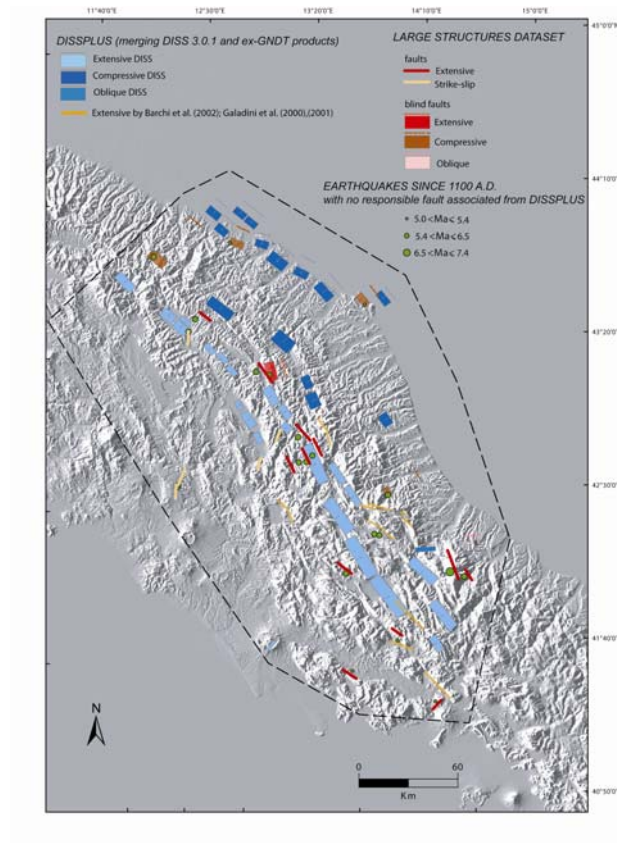 11°40'0"E
12°30'0"E
13°20'0"E
14°10'0"E
15°0'0"E
45°0'0"N
DISSPLUS (merging DISS 3.0.1 and ex-GNDT products)
Extensive DISS
Compressive DISS
Oblique DISS
Extensive by Barchi et al. (2002); Galadini et al. (2000),(2001)
LARGE STRUCTURES DATASET
faults
Extensive
Strike-slip
blind faults
Extensive
Compressive
Oblique
44°10'0"N
EARTHQUAKES SINCE 1100 A.D.
with no responsible fault associated from DISSPLUS
5.0<Ma⩽ 5.4
5.4 <Ma⩽6.5
6.5 <Ma⩽ 7.4
43°20'0"N
42°30'0"N
41°40'0"N
N
0 60
Km
40°50'0"N